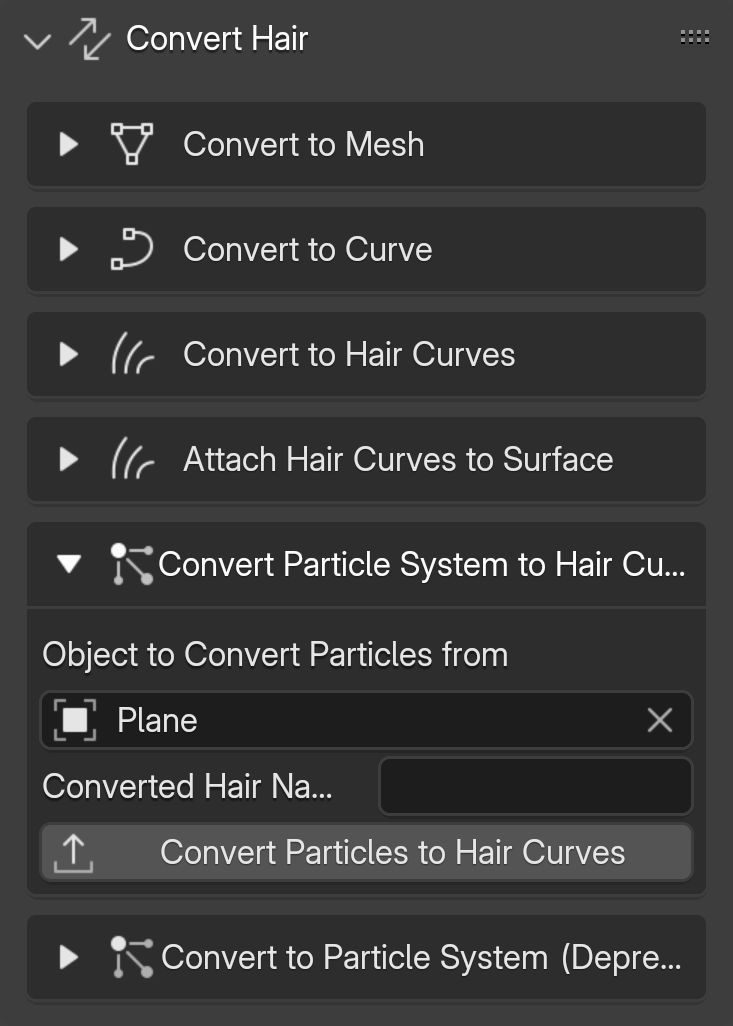 Convert Hair
Convert to Mesh
Convert to Curve
Convert to Hair Curves
Attach Hair Curves to Surface
Convert Particle System to Hair Cu...
Object to Convert Particles from
Plane
Converted Hair Na...
Convert Particles to Hair Curves
Convert to Particle System (Depre...